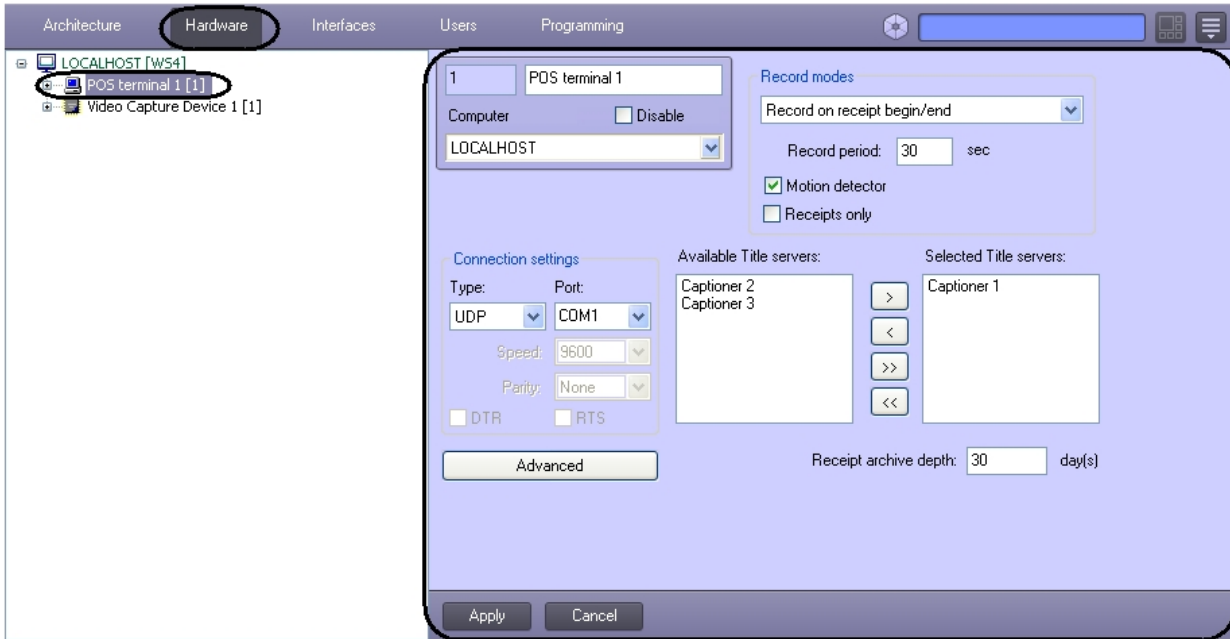 Architecture Hardware Interfaces Users Programming
LOCALHOST [WS4]
POS terminal 1 [1]
Video Capture Device 1 [1]
1 POS terminal 1
Computer Disable
LOCALHOST
Record modes
Record on receipt begin/end
Record period: 30 sec
Motion detector
Receipts only
Connection settings
Type: Port:
UDP COM1
Speed: 9600
Parity: None
DTR RTS
Advanced
Available Title servers:
Captioner 2
Captioner 3
>
<
>>
<<
Selected Title servers:
Captioner 1
Receipt archive depth: 30 day(s)
Apply Cancel